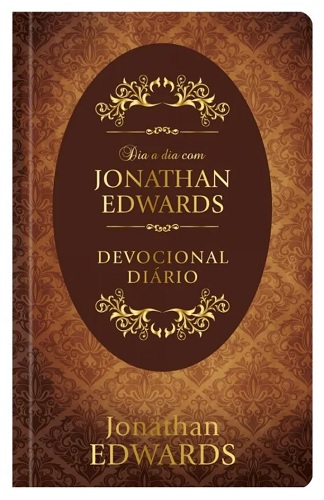 Dia a dia com
JONATHAN
EDWARDS
DEVOCIONAL
DIÁRIO
Jonathan
EDWARDS